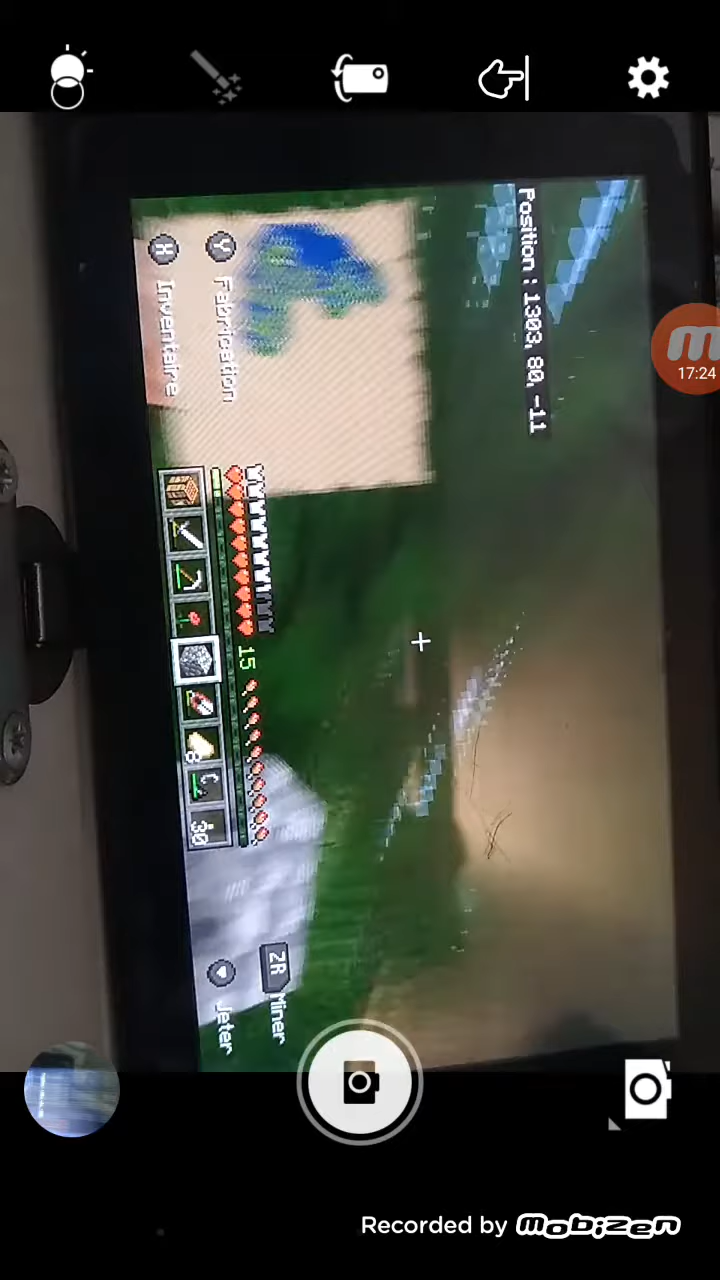 Position : 1303, 80, -11
17:24
Y Fabrication
X Inventaire
15
8
30
ZR Miner
Jeter
Recorded by mobizen